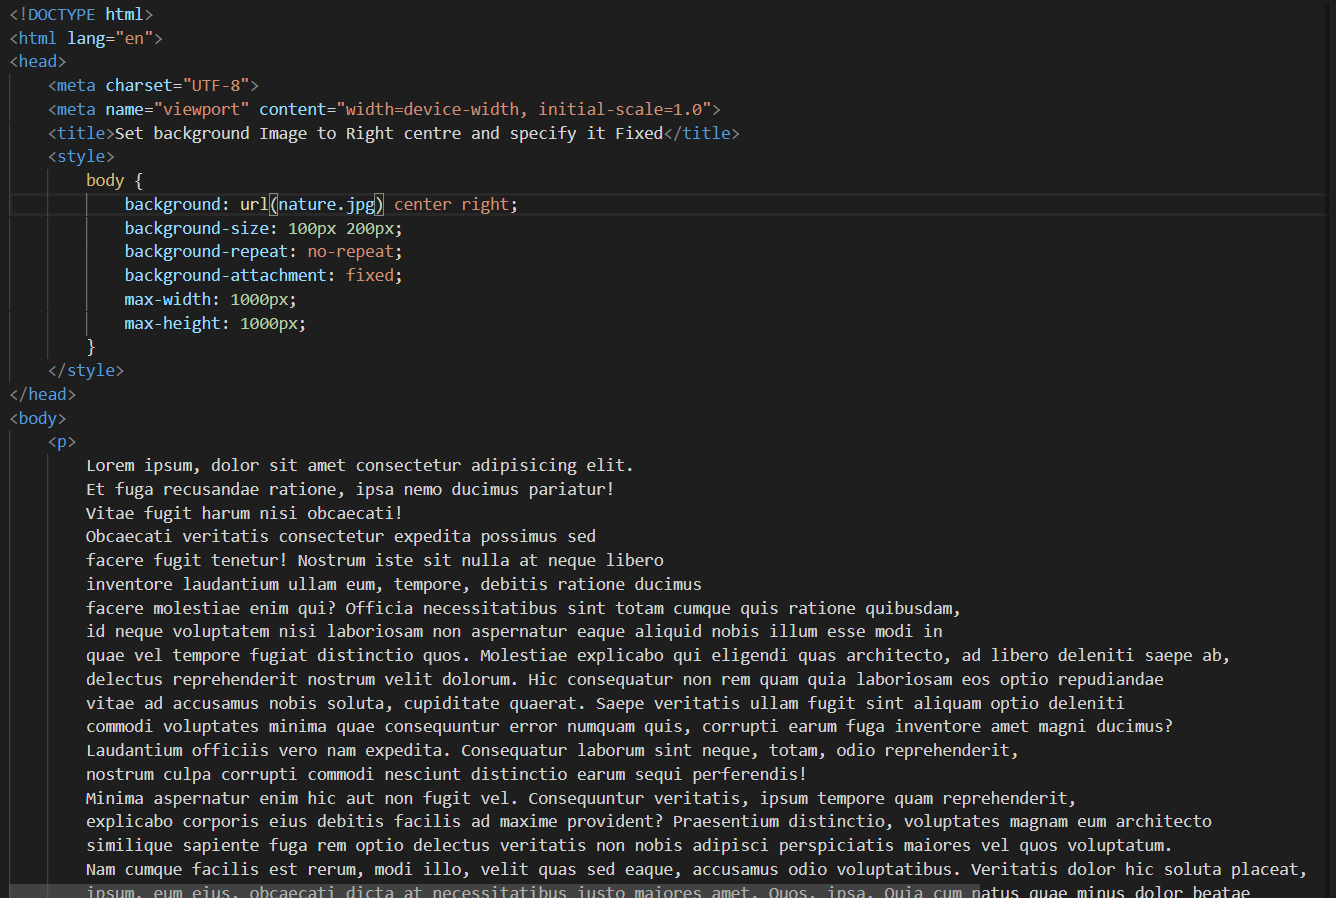 <!DOCTYPE html>
<html lang="en">
<head>
    <meta charset="UTF-8">
    <meta name="viewport" content="width=device-width, initial-scale=1.0">
    <title>Set background Image to Right centre and specify it Fixed</title>
    <style>
        body {
            background: url(nature.jpg) center right;
            background-size: 100px 200px;
            background-repeat: no-repeat;
            background-attachment: fixed;
            max-width: 1000px;
            max-height: 1000px;
        }
    </style>
</head>
<body>
    <p>
        Lorem ipsum, dolor sit amet consectetur adipisicing elit.
        Et fuga recusandae ratione, ipsa nemo ducimus pariatur!
        Vitae fugit harum nisi obcaecati!
        Obcaecati veritatis consectetur expedita possimus sed
        facere fugit tenetur! Nostrum iste sit nulla at neque libero
        inventore laudantium ullam eum, tempore, debitis ratione ducimus
        facere molestiae enim qui? Officia necessitatibus sint totam cumque quis ratione quibusdam,
        id neque voluptatem nisi laboriosam non aspernatur eaque aliquid nobis illum esse modi in
        quae vel tempore fugiat distinctio quos. Molestiae explicabo qui eligendi quas architecto, ad libero deleniti saepe ab,
        delectus reprehenderit nostrum velit dolorum. Hic consequatur non rem quam quia laboriosam eos optio repudiandae
        vitae ad accusamus nobis soluta, cupiditate quaerat. Saepe veritatis ullam fugit sint aliquam optio deleniti
        commodi voluptates minima quae consequuntur error numquam quis, corrupti earum fuga inventore amet magni ducimus?
        Laudantium officiis vero nam expedita. Consequatur laborum sint neque, totam, odio reprehenderit,
        nostrum culpa corrupti commodi nesciunt distinctio earum sequi perferendis!
        Minima aspernatur enim hic aut non fugit vel. Consequuntur veritatis, ipsum tempore quam reprehenderit,
        explicabo corporis eius debitis facilis ad maxime provident? Praesentium distinctio, voluptates magnam eum architecto
        similique sapiente fuga rem optio delectus veritatis non nobis adipisci perspiciatis maiores vel quos voluptatum.
        Nam cumque facilis est rerum, modi illo, velit quas sed eaque, accusamus odio voluptatibus. Veritatis dolor hic soluta placeat,
        ipsum, eum eius, obcaecati dicta at necessitatibus iusto maiores amet. Quos, ipsa. Quia cum natus quae minus dolor beatae